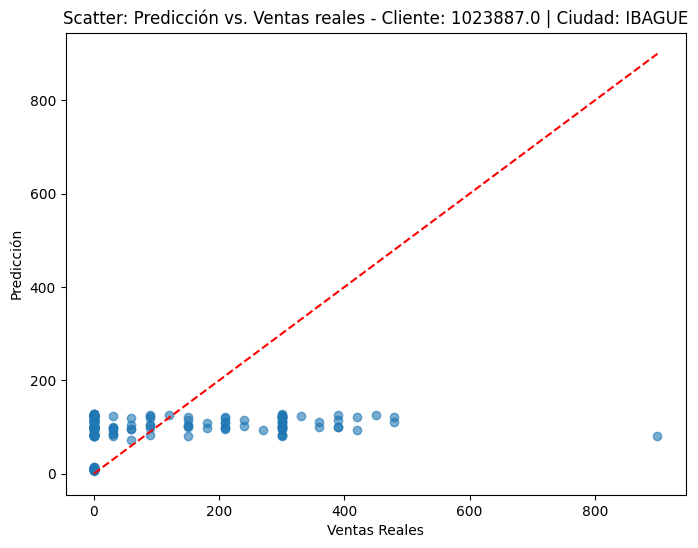 Scatter: Predicción vs. Ventas reales - Cliente: 1023887.0 | Ciudad: IBAGUE
800
600
400
200
0
Predicción
0 200 400 600 800
Ventas Reales